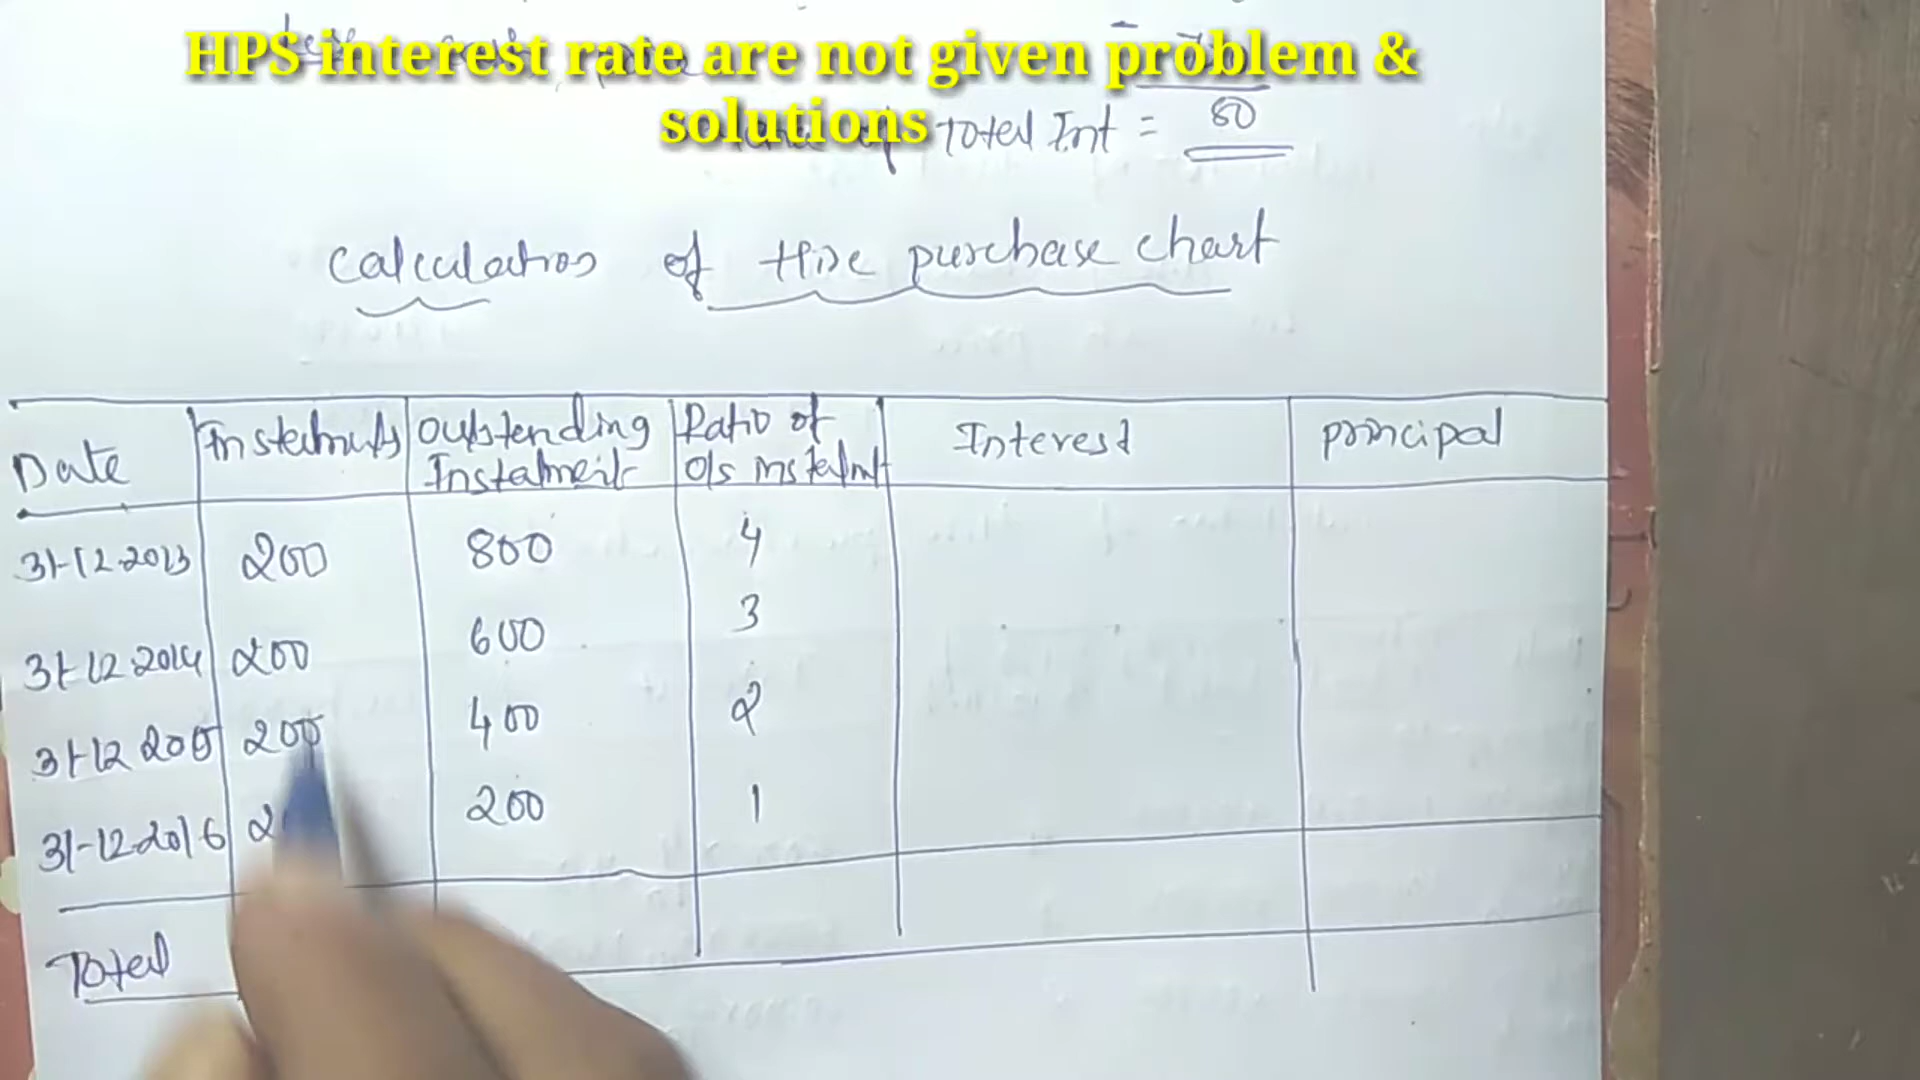 HPS interest rate are not given problem &
solutions
Total Int = 80
Calculation of Hire purchase chart
Date Instalments Outstanding Instalment Ratio of O/s instalmt Interest principal
31-12-2013 200 800 4
31-12-2014 200 600 3
31-12 2015 200 400 2
31-12-2016 200 1
Total